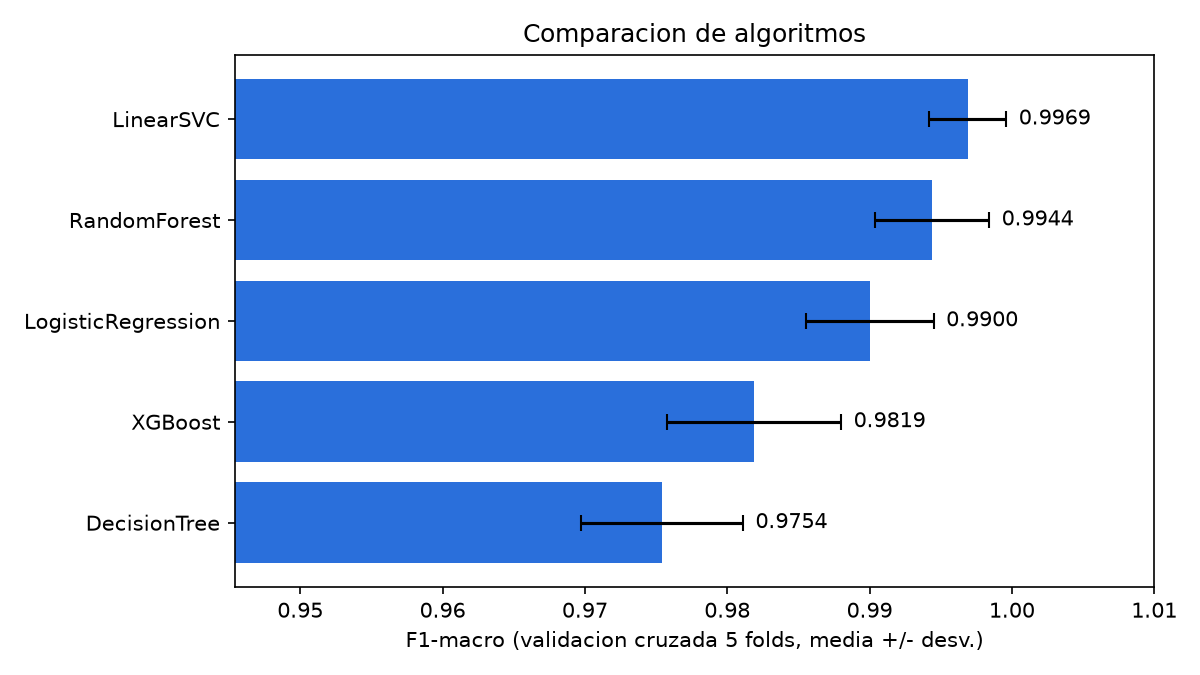 Comparacion de algoritmos
LinearSVC
0.9969
RandomForest
0.9944
LogisticRegression
0.9900
XGBoost
0.9819
DecisionTree
0.9754
0.95 0.96 0.97 0.98 0.99 1.00 1.01
F1-macro (validacion cruzada 5 folds, media +/- desv.)